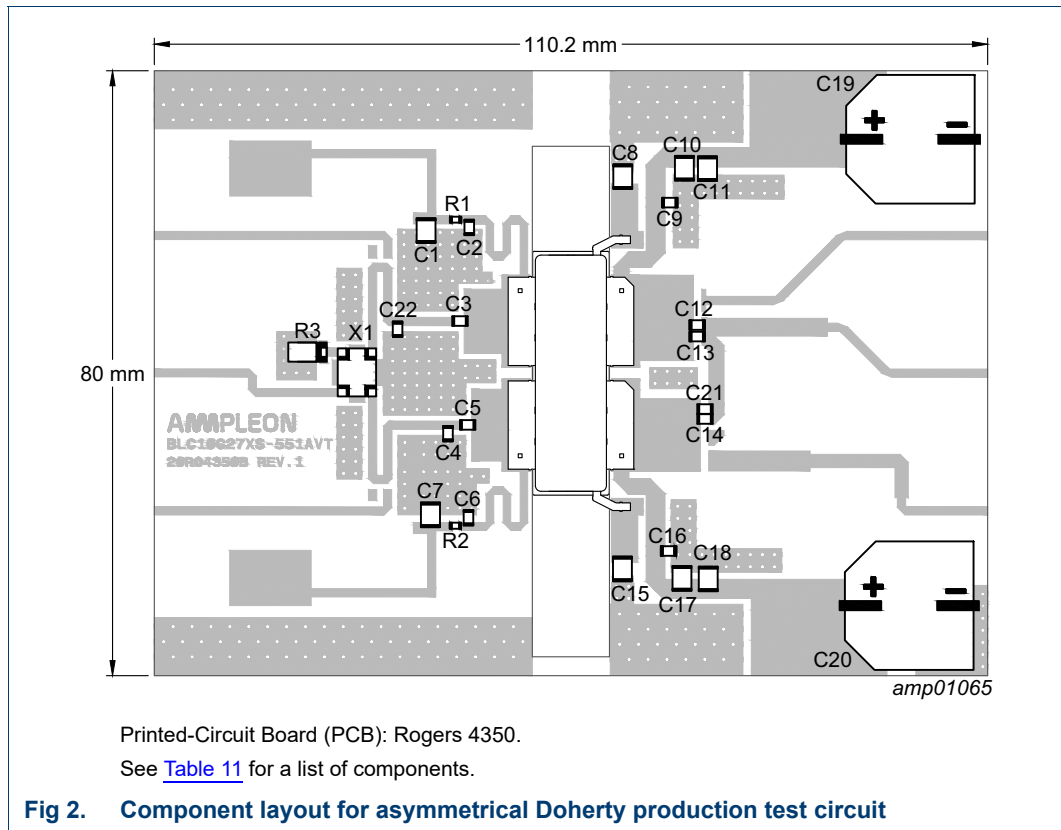 110.2 mm
C19
+ −
C8
C10
C11
C9
R1
C1
C2
C22
C3
C12
R3
X1
C13
80 mm
C21
C5
AMPLEON
C14
BLC10G27XS-551AVT
C4
20RO4350B REV.1
C7
C6
R2
C16
C18
C15
C17
+ −
C20
amp01065
Printed-Circuit Board (PCB): Rogers 4350.
See Table 11 for a list of components.
Fig 2. Component layout for asymmetrical Doherty production test circuit